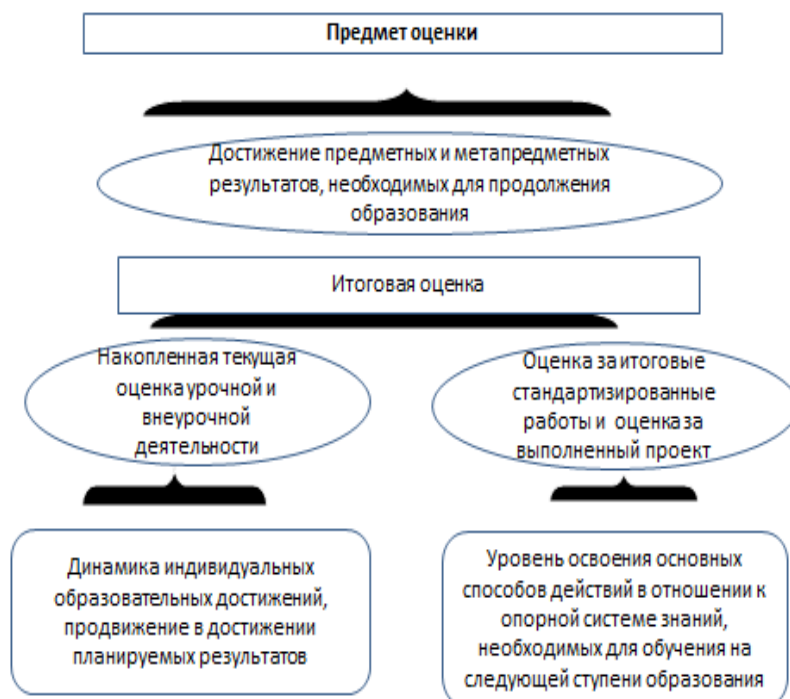 Предмет оценки
Достижение предметных и метапредметных
результатов, необходимых для продолжения
образования
Итоговая оценка
Накопленная текущая
оценка урочной и
внеурочной
деятельности
Оценка за итоговые
стандартизированные
работы и оценка за
выполненный проект
Динамика индивидуальных
образовательных достижений,
продвижение в достижении
планируемых результатов
Уровень освоения основных
способов действий в отношении к
опорной системе знаний,
необходимых для обучения на
следующей ступени образования